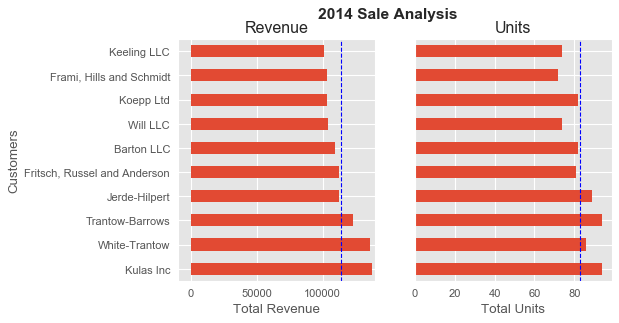 2014 Sale Analysis
Revenue
Units
Customers
Keeling LLC
Frami, Hills and Schmidt
Koepp Ltd
Will LLC
Barton LLC
Fritsch, Russel and Anderson
Jerde-Hilpert
Trantow-Barrows
White-Trantow
Kulas Inc
0 50000 100000
Total Revenue
0 20 40 60 80
Total Units